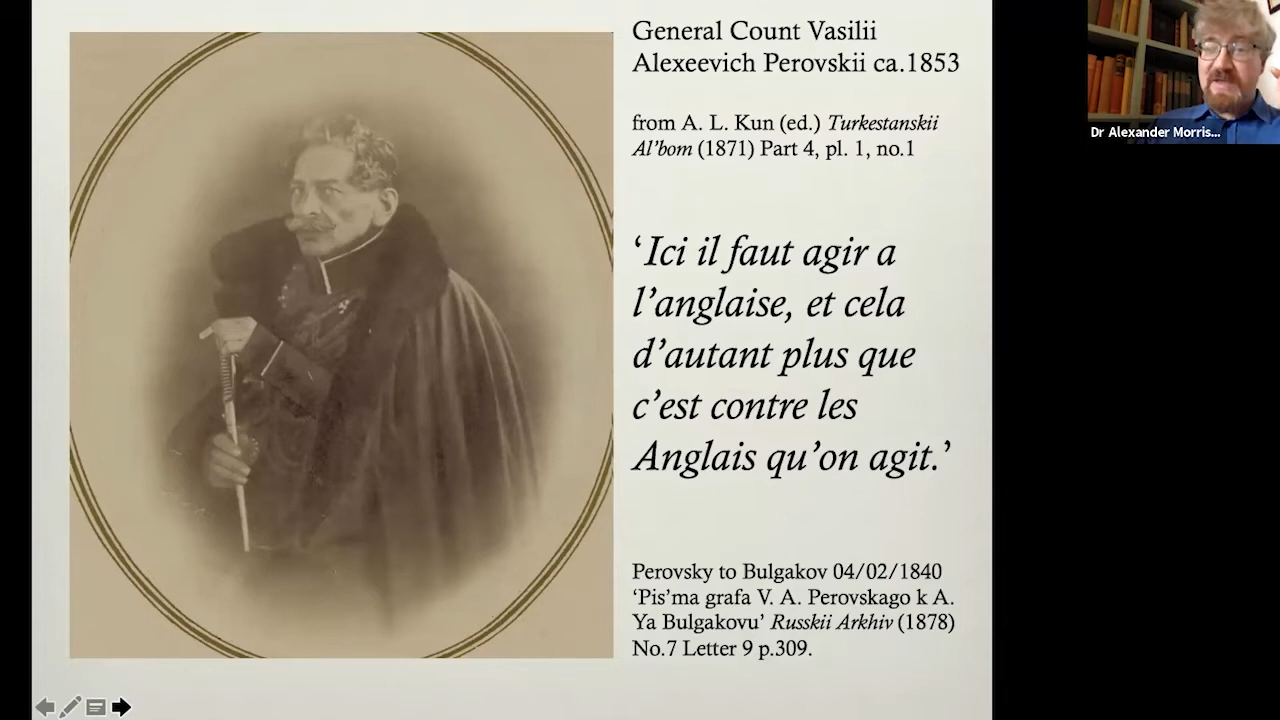 General Count Vasilii
Alexeevich Perovskii ca.1853
from A. L. Kun (ed.) Turkestanskii
Al’bom (1871) Part 4, pl. 1, no.1
‘Ici il faut agir a
l’anglaise, et cela
d’autant plus que
c’est contre les
Anglais qu’on agit.’
Perovsky to Bulgakov 04/02/1840
‘Pis’ma grafa V. A. Perovskago k A.
Ya Bulgakovu’ Russkii Arkhiv (1878)
No.7 Letter 9 p.309.
Dr Alexander Morris...